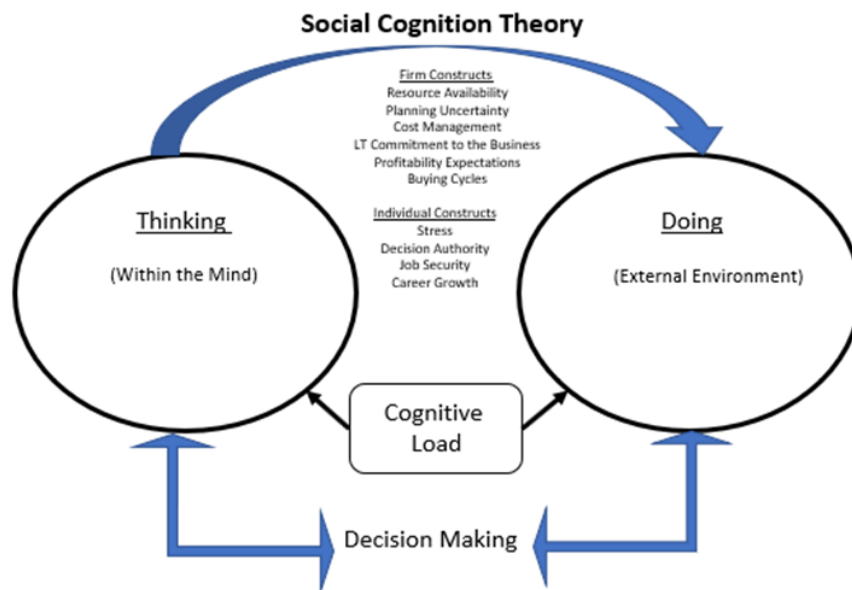 Social Cognition Theory
Firm Constructs
Resource Availability
Planning Uncertainty
Cost Management
LT Commitment to the Business
Profitability Expectations
Buying Cycles
Individual Constructs
Stress
Decision Authority
Job Security
Career Growth
Thinking
(Within the Mind)
Doing
(External Environment)
Cognitive
Load
Decision Making